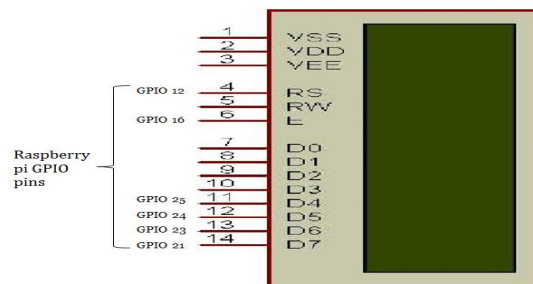 1 VSS
2 VDD
3 VEE
GPIO 12 4 RS
5 RW
GPIO 16 6 E
7 D0
8 D1
9 D2
10 D3
GPIO 25 11 D4
GPIO 24 12 D5
GPIO 23 13 D6
GPIO 21 14 D7
Raspberry
pi GPIO
pins